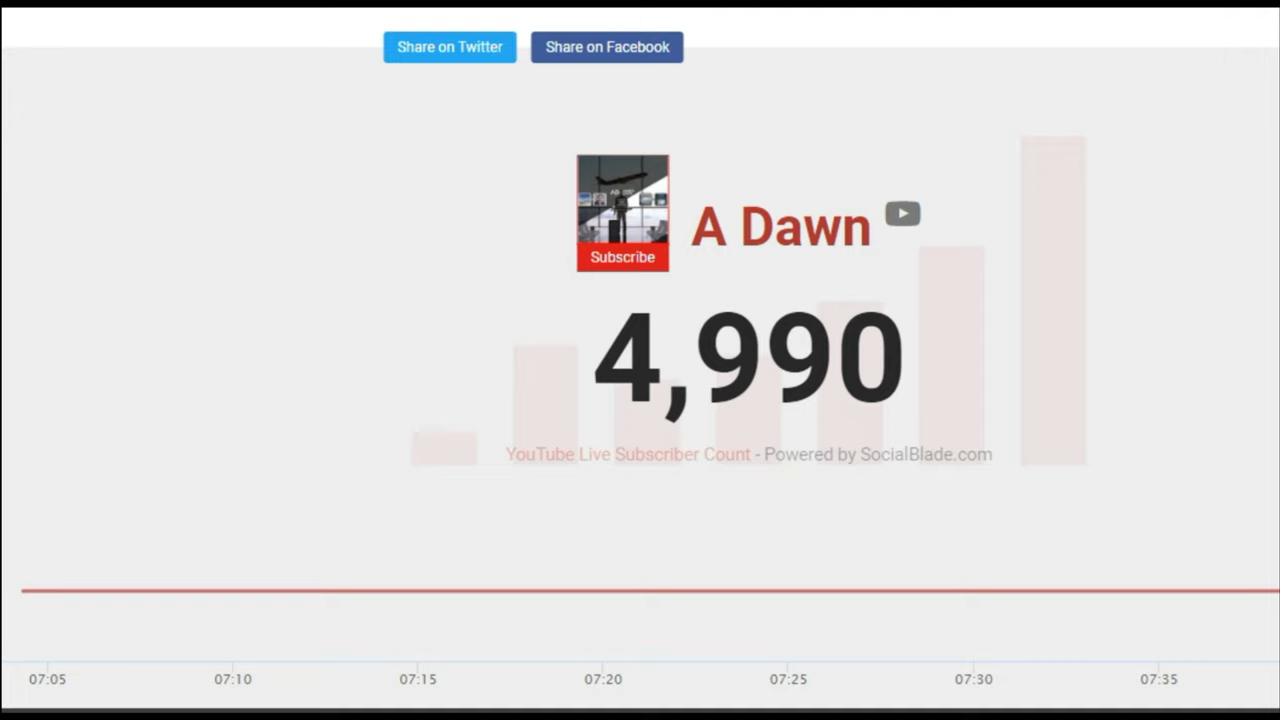 Share on Twitter Share on Facebook
A Dawn
Subscribe
4,990
YouTube Live Subscriber Count - Powered by SocialBlade.com
07:05 07:10 07:15 07:20 07:25 07:30 07:35